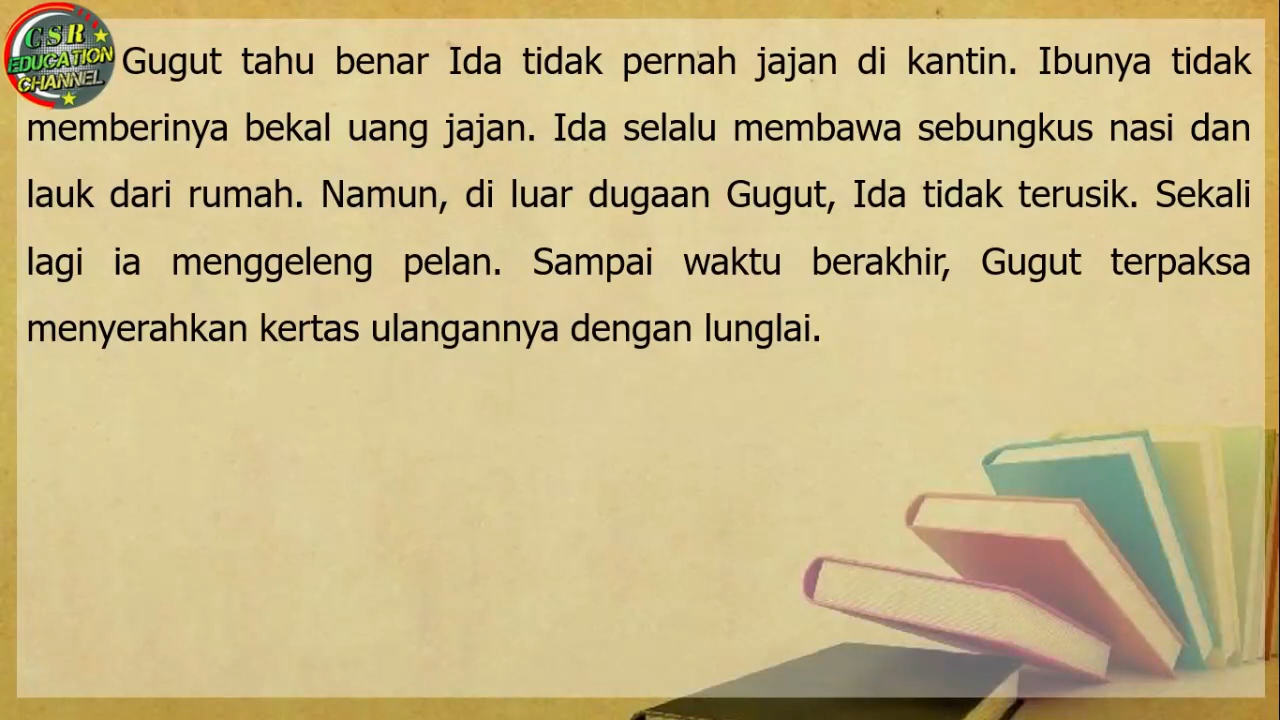 CSR
EDUCATION
CHANNEL
Gugut tahu benar Ida tidak pernah jajan di kantin. Ibunya tidak
memberinya bekal uang jajan. Ida selalu membawa sebungkus nasi dan
lauk dari rumah. Namun, di luar dugaan Gugut, Ida tidak terusik. Sekali
lagi ia menggeleng pelan. Sampai waktu berakhir, Gugut terpaksa
menyerahkan kertas ulangannya dengan lunglai.